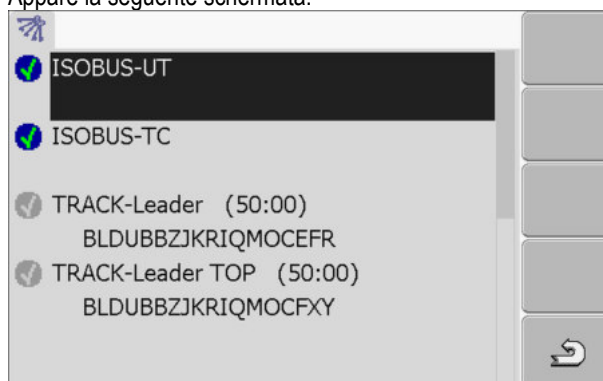 Appare la seguente schermata:
ISOBUS-UT
ISOBUS-TC
TRACK-Leader (50:00)
BLDUBBZJKRIQMOCEFR
TRACK-Leader TOP (50:00)
BLDUBBZJKRIQMOCFXY